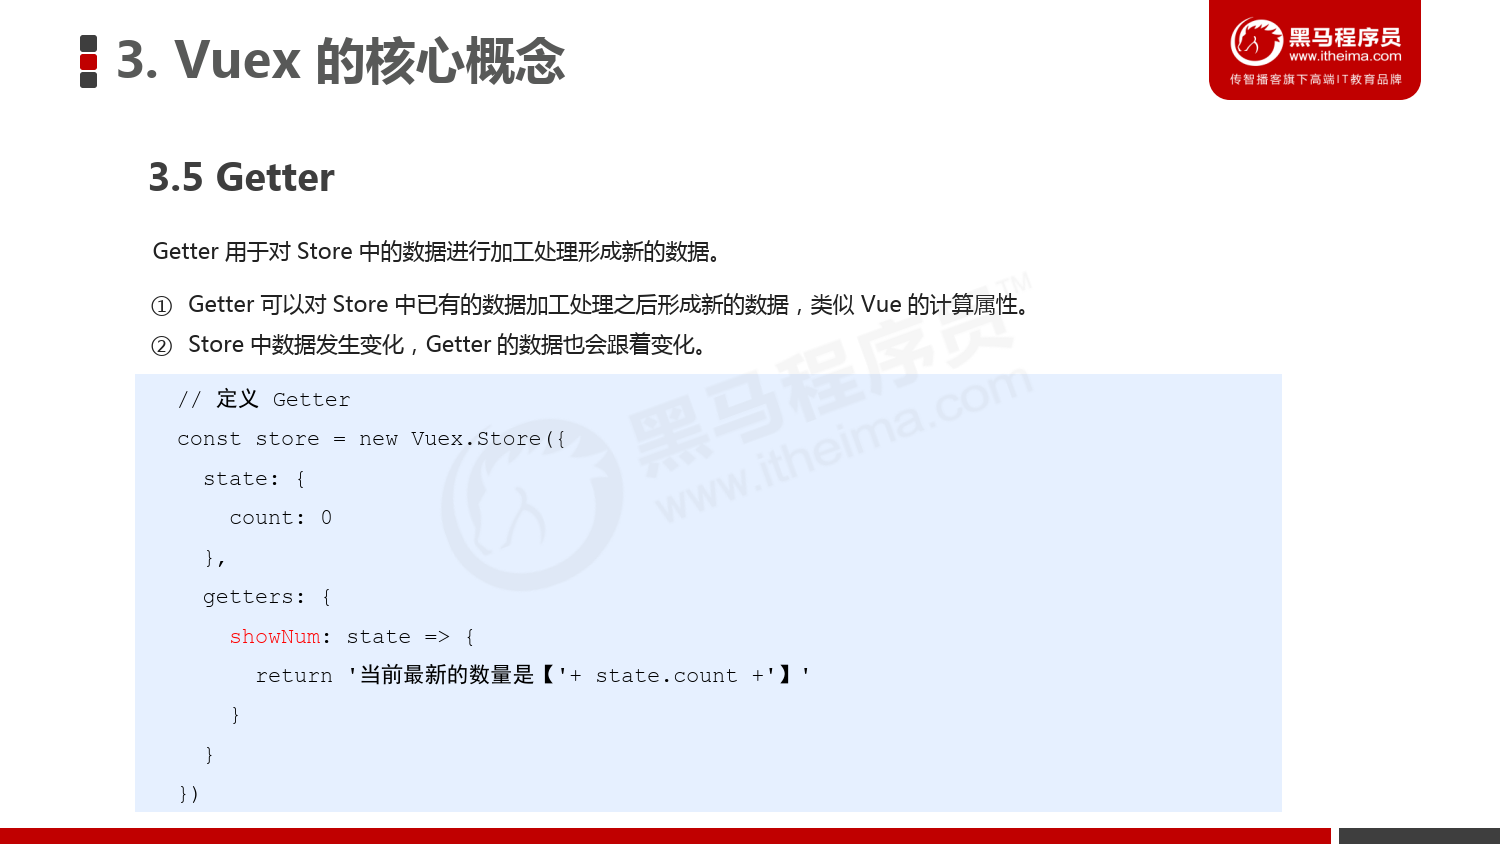 3. Vuex 的核心概念
黑马程序员
www.itheima.com
传智播客旗下高端IT教育品牌
3.5 Getter
Getter 用于对 Store 中的数据进行加工处理形成新的数据。
① Getter 可以对 Store 中已有的数据加工处理之后形成新的数据，类似 Vue 的计算属性。
② Store 中数据发生变化，Getter 的数据也会跟着变化。
// 定义 Getter
const store = new Vuex.Store({
  state: {
    count: 0
  },
  getters: {
    showNum: state => {
      return '当前最新的数量是【'+ state.count +'】'
    }
  }
})
黑马程序员™
www.itheima.com